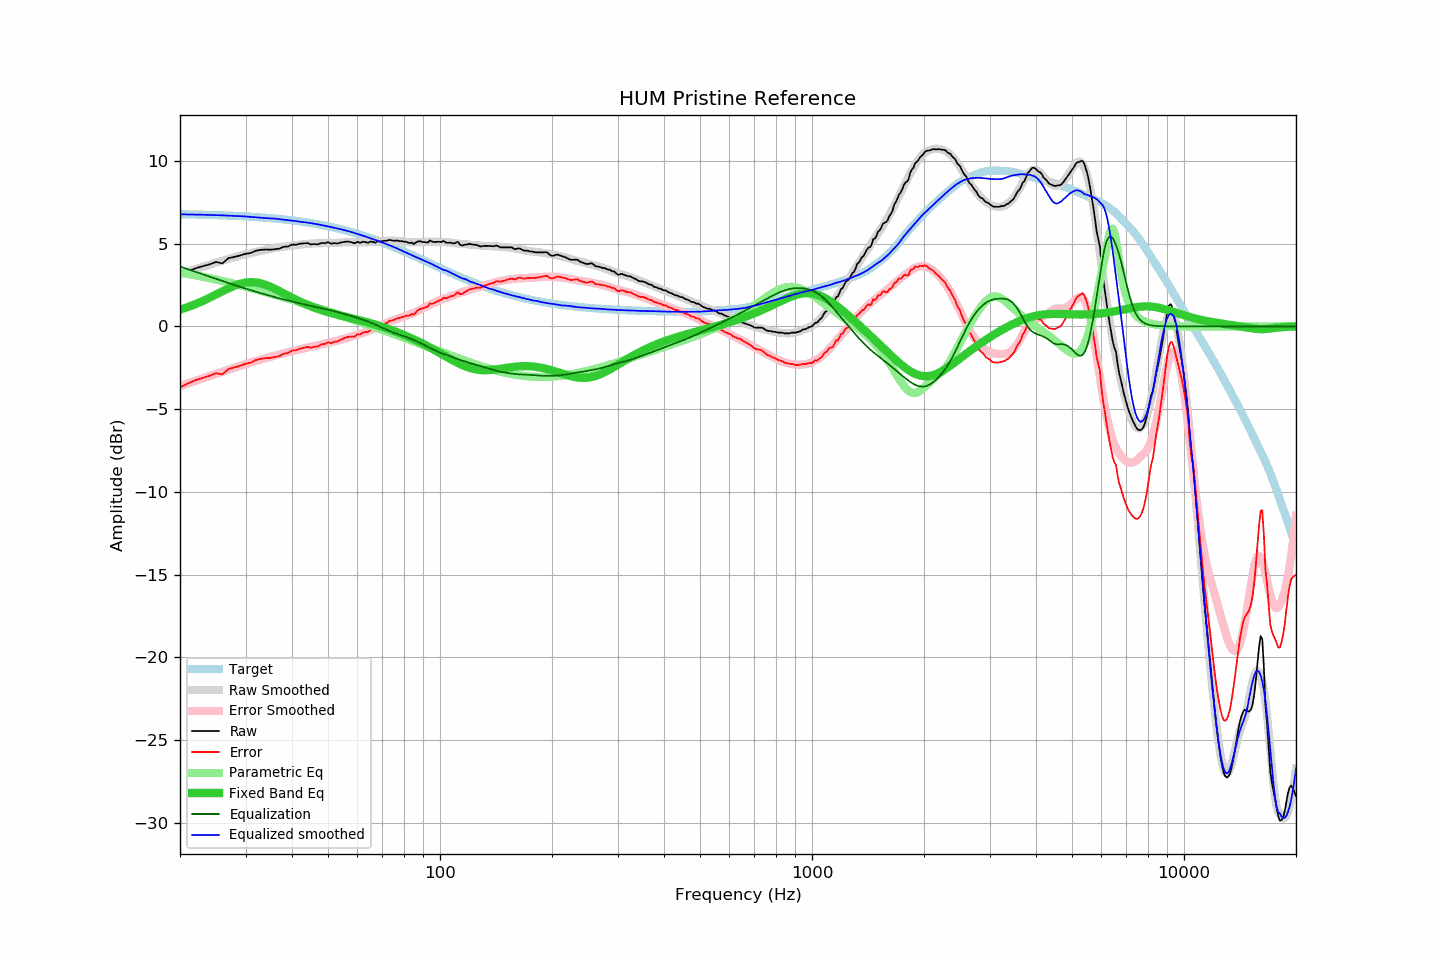 HUM Pristine Reference
Amplitude (dBr)
10
5
0
−5
−10
−15
−20
−25
−30
Target
Raw Smoothed
Error Smoothed
Raw
Error
Parametric Eq
Fixed Band Eq
Equalization
Equalized smoothed
100 1000 10000
Frequency (Hz)